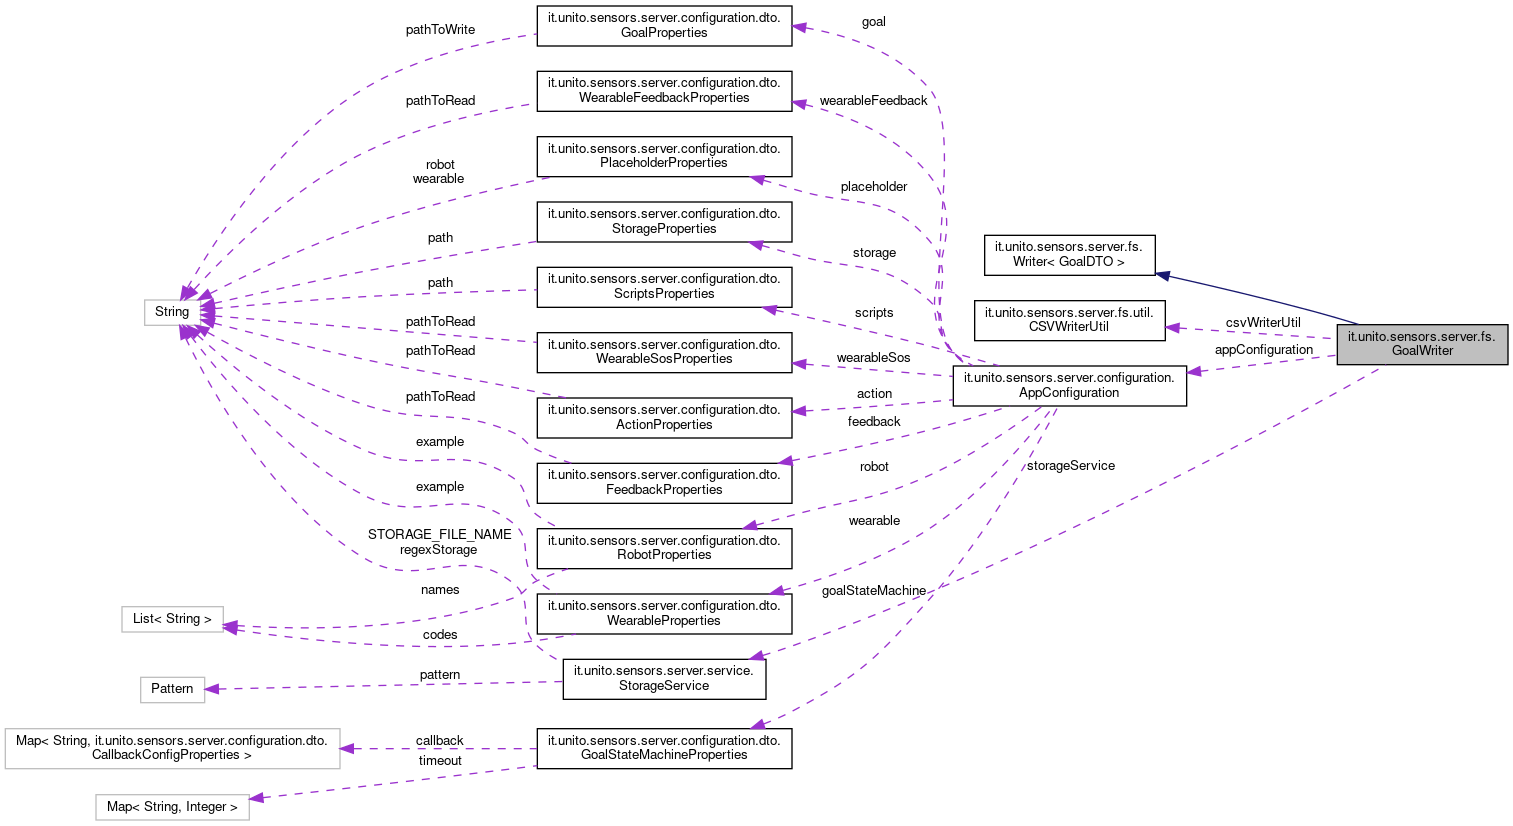 it.unito.sensors.server.configuration.dto.
GoalProperties
pathToWrite
goal
it.unito.sensors.server.configuration.dto.
WearableFeedbackProperties
pathToRead
wearableFeedback
it.unito.sensors.server.configuration.dto.
PlaceholderProperties
robot
wearable
placeholder
it.unito.sensors.server.configuration.dto.
StorageProperties
path
storage
it.unito.sensors.server.fs.
Writer< GoalDTO >
it.unito.sensors.server.configuration.dto.
ScriptsProperties
path
scripts
String
it.unito.sensors.server.fs.util.
CSVWriterUtil
csvWriterUtil
it.unito.sensors.server.fs.
GoalWriter
appConfiguration
it.unito.sensors.server.configuration.dto.
WearableSosProperties
pathToRead
wearableSos
it.unito.sensors.server.configuration.
AppConfiguration
pathToRead
it.unito.sensors.server.configuration.dto.
ActionProperties
action
pathToRead
feedback
it.unito.sensors.server.configuration.dto.
FeedbackProperties
example
robot
storageService
example
it.unito.sensors.server.configuration.dto.
RobotProperties
wearable
STORAGE_FILE_NAME
regexStorage
names
goalStateMachine
it.unito.sensors.server.configuration.dto.
WearableProperties
List< String >
codes
it.unito.sensors.server.service.
StorageService
pattern
Pattern
it.unito.sensors.server.configuration.dto.
GoalStateMachineProperties
callback
Map< String, it.unito.sensors.server.configuration.dto.
CallbackConfigProperties >
timeout
Map< String, Integer >